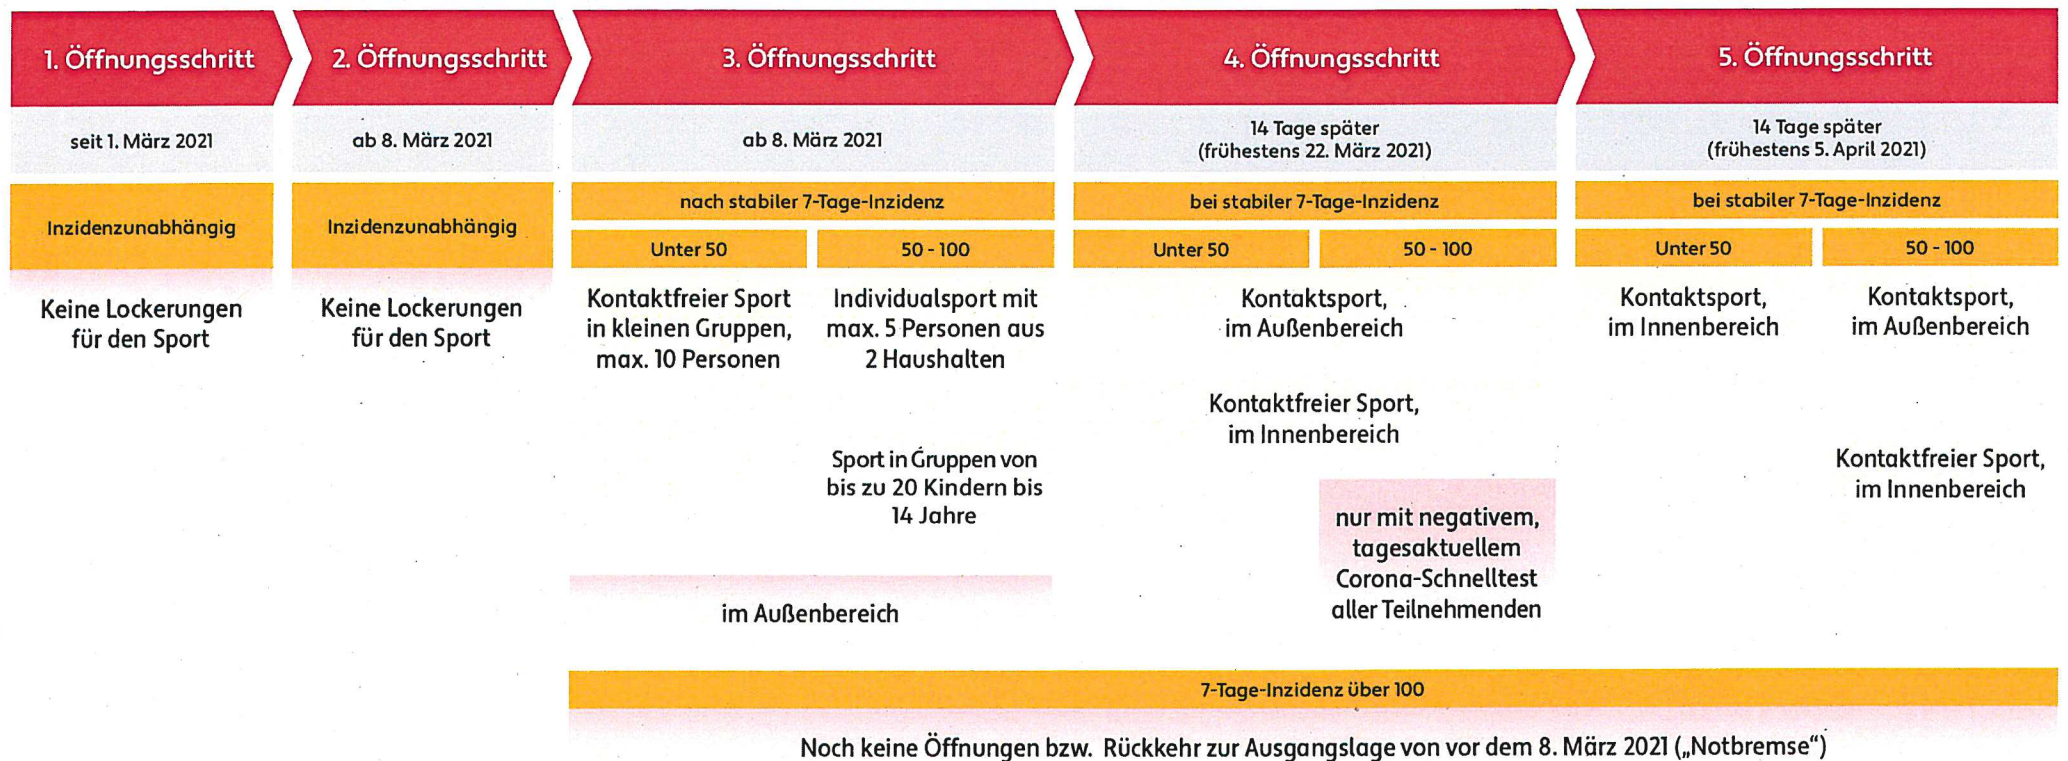 1. Öffnungsschritt
2. Öffnungsschritt
3. Öffnungsschritt
4. Öffnungsschritt
5. Öffnungsschritt
seit 1. März 2021
ab 8. März 2021
ab 8. März 2021
14 Tage später
(frühestens 22. März 2021)
14 Tage später
(frühestens 5. April 2021)
Inzidenzunabhängig
Inzidenzunabhängig
nach stabiler 7-Tage-Inzidenz
bei stabiler 7-Tage-Inzidenz
bei stabiler 7-Tage-Inzidenz
Unter 50
50 - 100
Unter 50
50 - 100
Unter 50
50 - 100
Keine Lockerungen
für den Sport
Keine Lockerungen
für den Sport
Kontaktfreier Sport
in kleinen Gruppen,
max. 10 Personen
Individualsport mit
max. 5 Personen aus
2 Haushalten
Sport in Gruppen von
bis zu 20 Kindern bis
14 Jahre
im Außenbereich
Kontaktsport,
im Außenbereich
Kontaktfreier Sport,
im Innenbereich
nur mit negativem,
tagesaktuellem
Corona-Schnelltest
aller Teilnehmenden
Kontaktsport,
im Innenbereich
Kontaktsport,
im Außenbereich
Kontaktfreier Sport,
im Innenbereich
7-Tage-Inzidenz über 100
Noch keine Öffnungen bzw. Rückkehr zur Ausgangslage von vor dem 8. März 2021 („Notbremse“)